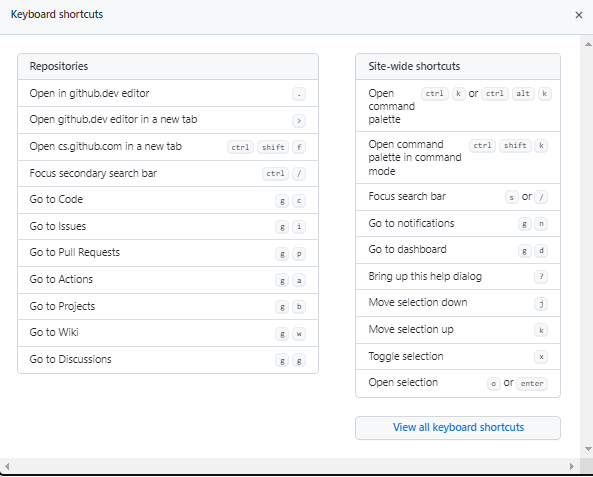 Keyboard shortcuts ×
Repositories
Open in github.dev editor .
Open github.dev editor in a new tab >
Open cs.github.com in a new tab ctrl shift f
Focus secondary search bar ctrl /
Go to Code g c
Go to Issues g i
Go to Pull Requests g p
Go to Actions g a
Go to Projects g b
Go to Wiki g w
Go to Discussions g g
Site-wide shortcuts
Open ctrl k or ctrl alt k
command
palette
Open command ctrl shift k
palette in command
mode
Focus search bar s or /
Go to notifications g n
Go to dashboard g d
Bring up this help dialog ?
Move selection down j
Move selection up k
Toggle selection x
Open selection o or enter
View all keyboard shortcuts